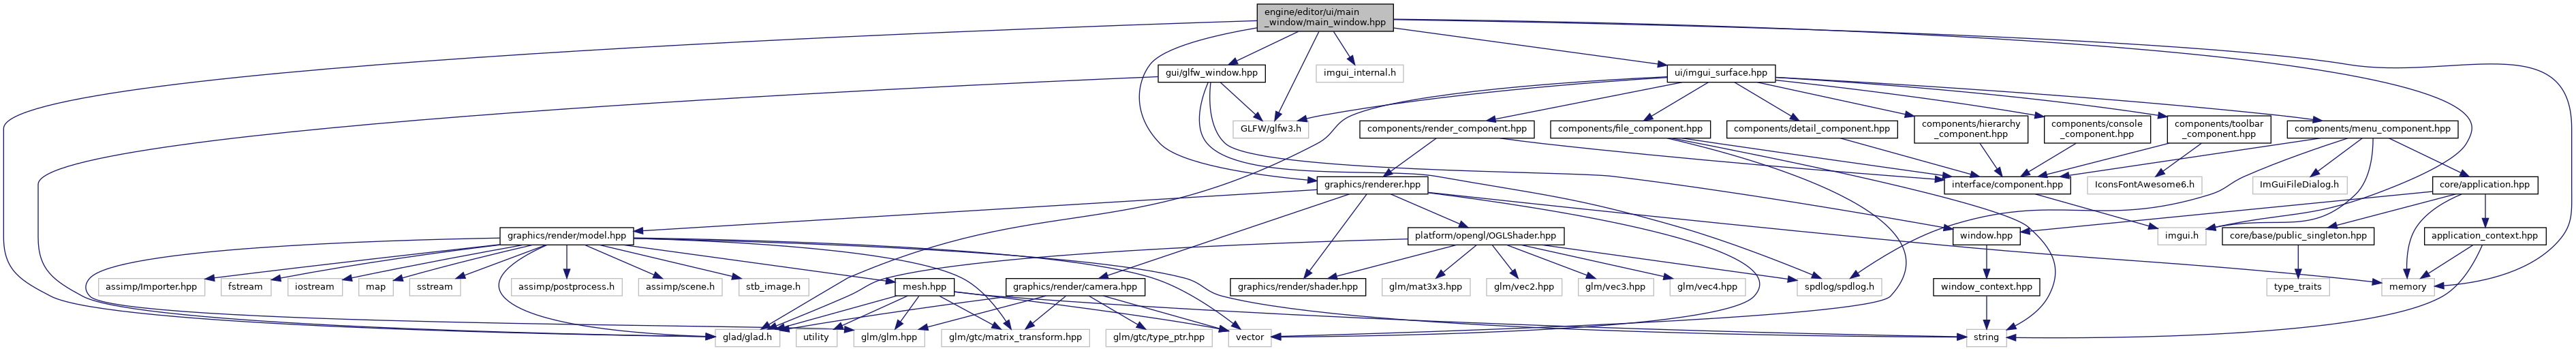 engine/editor/ui/main
_window/main_window.hpp
gui/glfw_window.hpp
imgui_internal.h
ui/imgui_surface.hpp
GLFW/glfw3.h
components/render_component.hpp
components/file_component.hpp
components/detail_component.hpp
components/hierarchy
_component.hpp
components/console
_component.hpp
components/toolbar
_component.hpp
components/menu_component.hpp
graphics/renderer.hpp
interface/component.hpp
IconsFontAwesome6.h
ImGuiFileDialog.h
core/application.hpp
graphics/render/model.hpp
platform/opengl/OGLShader.hpp
window.hpp
imgui.h
core/base/public_singleton.hpp
application_context.hpp
assimp/Importer.hpp
fstream
iostream
map
sstream
assimp/postprocess.h
assimp/scene.h
stb_image.h
mesh.hpp
graphics/render/camera.hpp
graphics/render/shader.hpp
glm/mat3x3.hpp
glm/vec2.hpp
glm/vec3.hpp
glm/vec4.hpp
spdlog/spdlog.h
window_context.hpp
type_traits
memory
glad/glad.h
utility
glm/glm.hpp
glm/gtc/matrix_transform.hpp
glm/gtc/type_ptr.hpp
vector
string